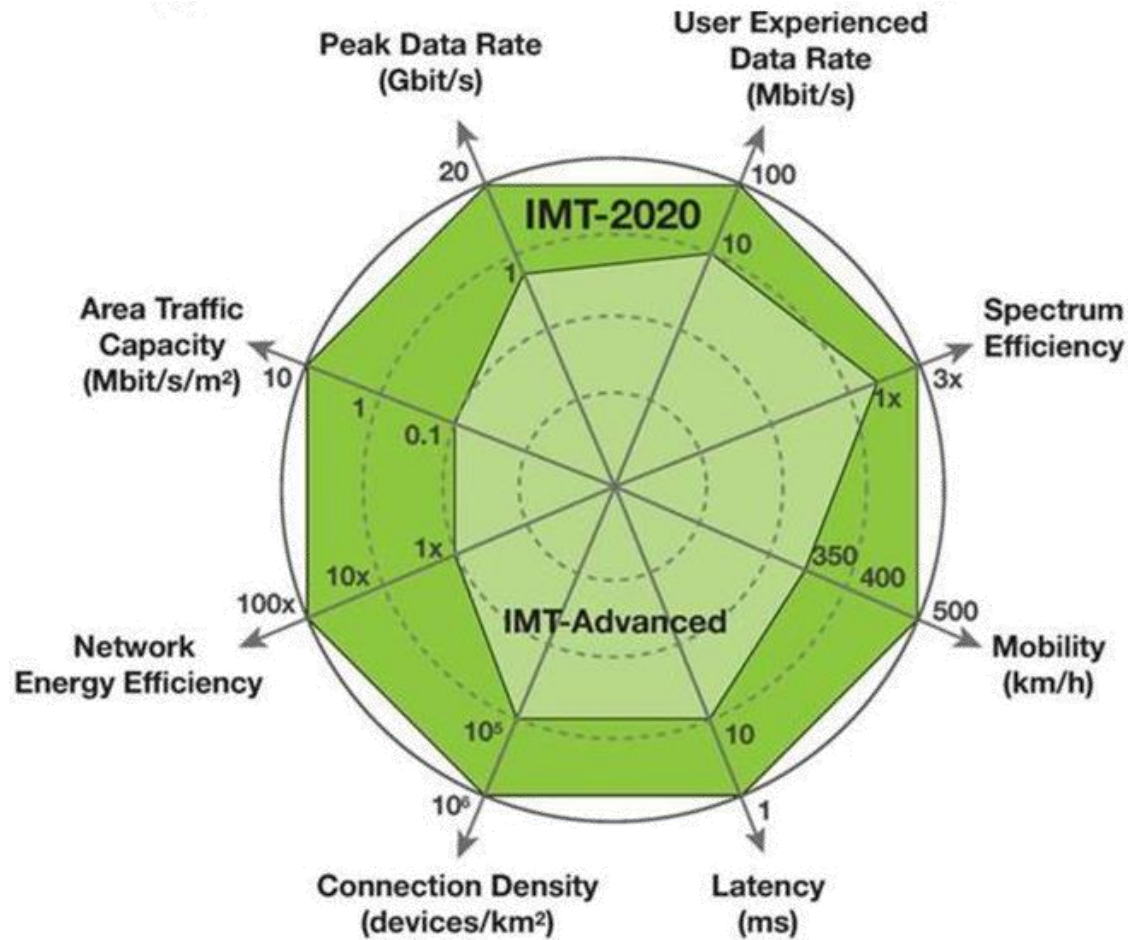 Peak Data Rate
(Gbit/s)
User Experienced
Data Rate
(Mbit/s)
20
100
IMT-2020
10
1
Area Traffic
Capacity
(Mbit/s/m²)
10
1
0.1
Spectrum
Efficiency
3x
1x
1x
10x
100x
Network
Energy Efficiency
350
400
500
Mobility
(km/h)
IMT-Advanced
10⁵
10⁶
10
1
Connection Density
(devices/km²)
Latency
(ms)